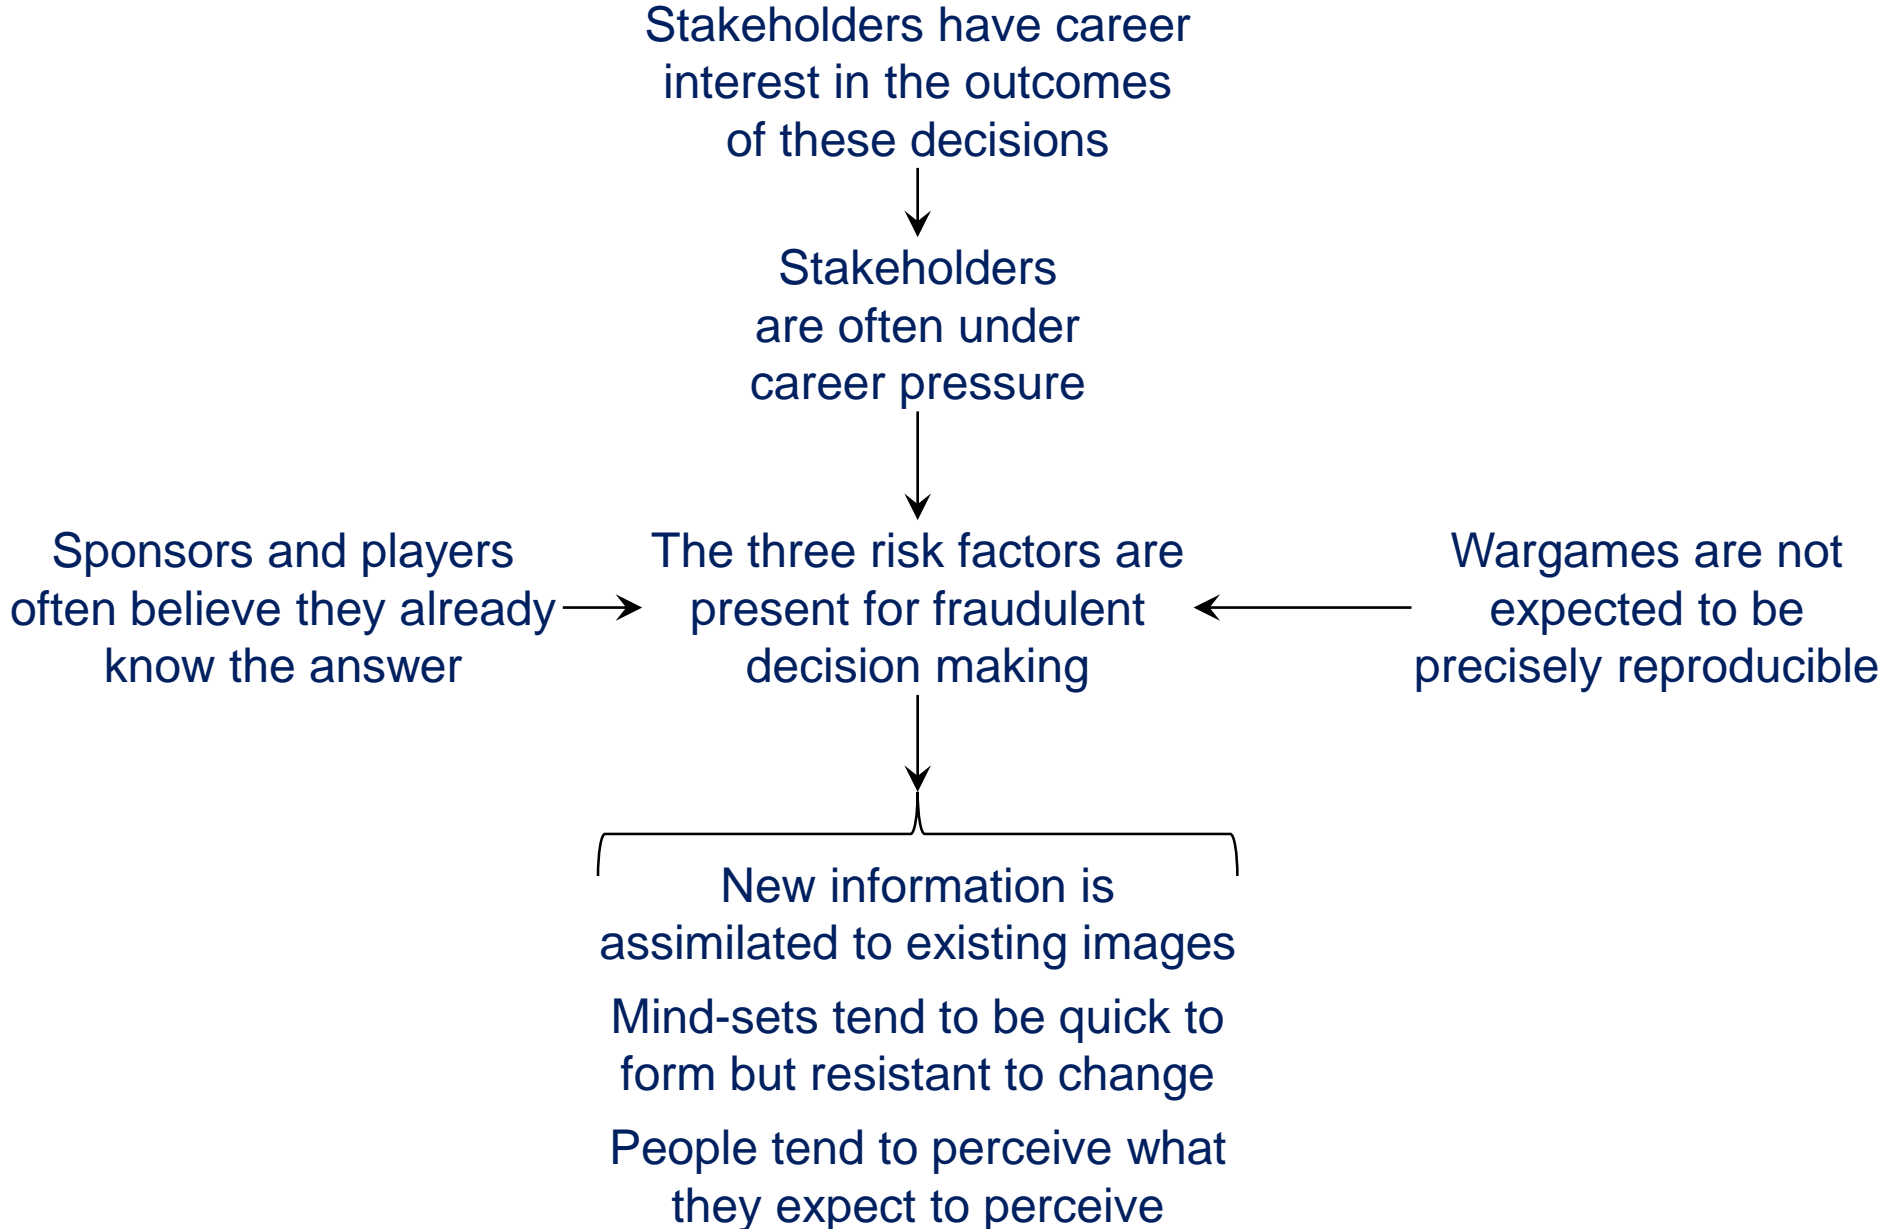 Stakeholders have career
interest in the outcomes
of these decisions
Stakeholders
are often under
career pressure
Sponsors and players
often believe they already
know the answer
The three risk factors are
present for fraudulent
decision making
Wargames are not
expected to be
precisely reproducible
New information is
assimilated to existing images
Mind-sets tend to be quick to
form but resistant to change
People tend to perceive what
they expect to perceive